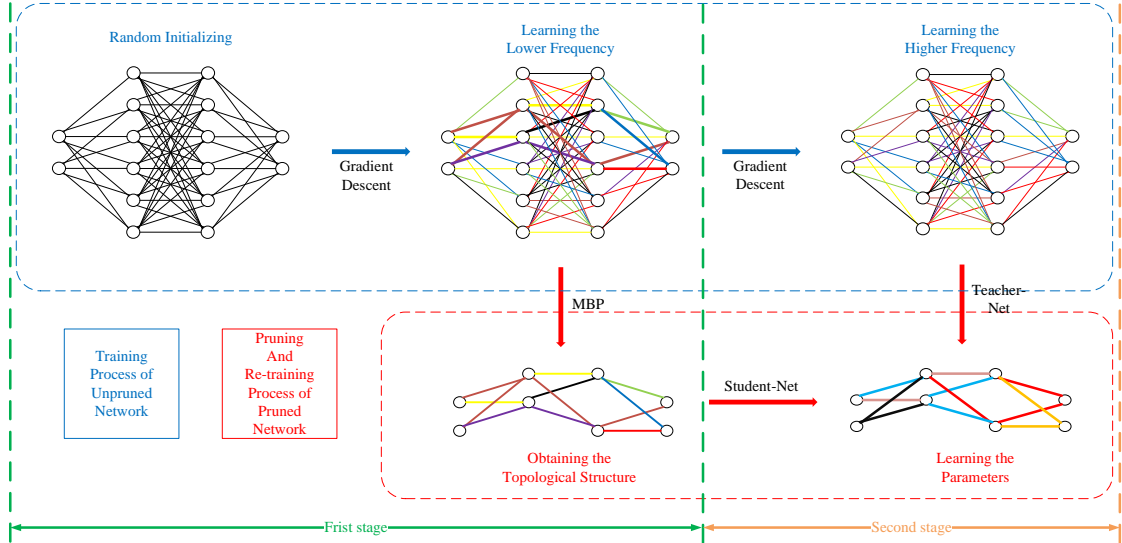 Random Initializing
Learning the
Lower Frequency
Learning the
Higher Frequency
Gradient
Descent
Gradient
Descent
MBP
Teacher-
Net
Training
Process of
Unpruned
Network
Pruning
And
Re-training
Process of
Pruned
Network
Student-Net
Obtaining the
Topological Structure
Learning the
Parameters
Frist stage
Second stage